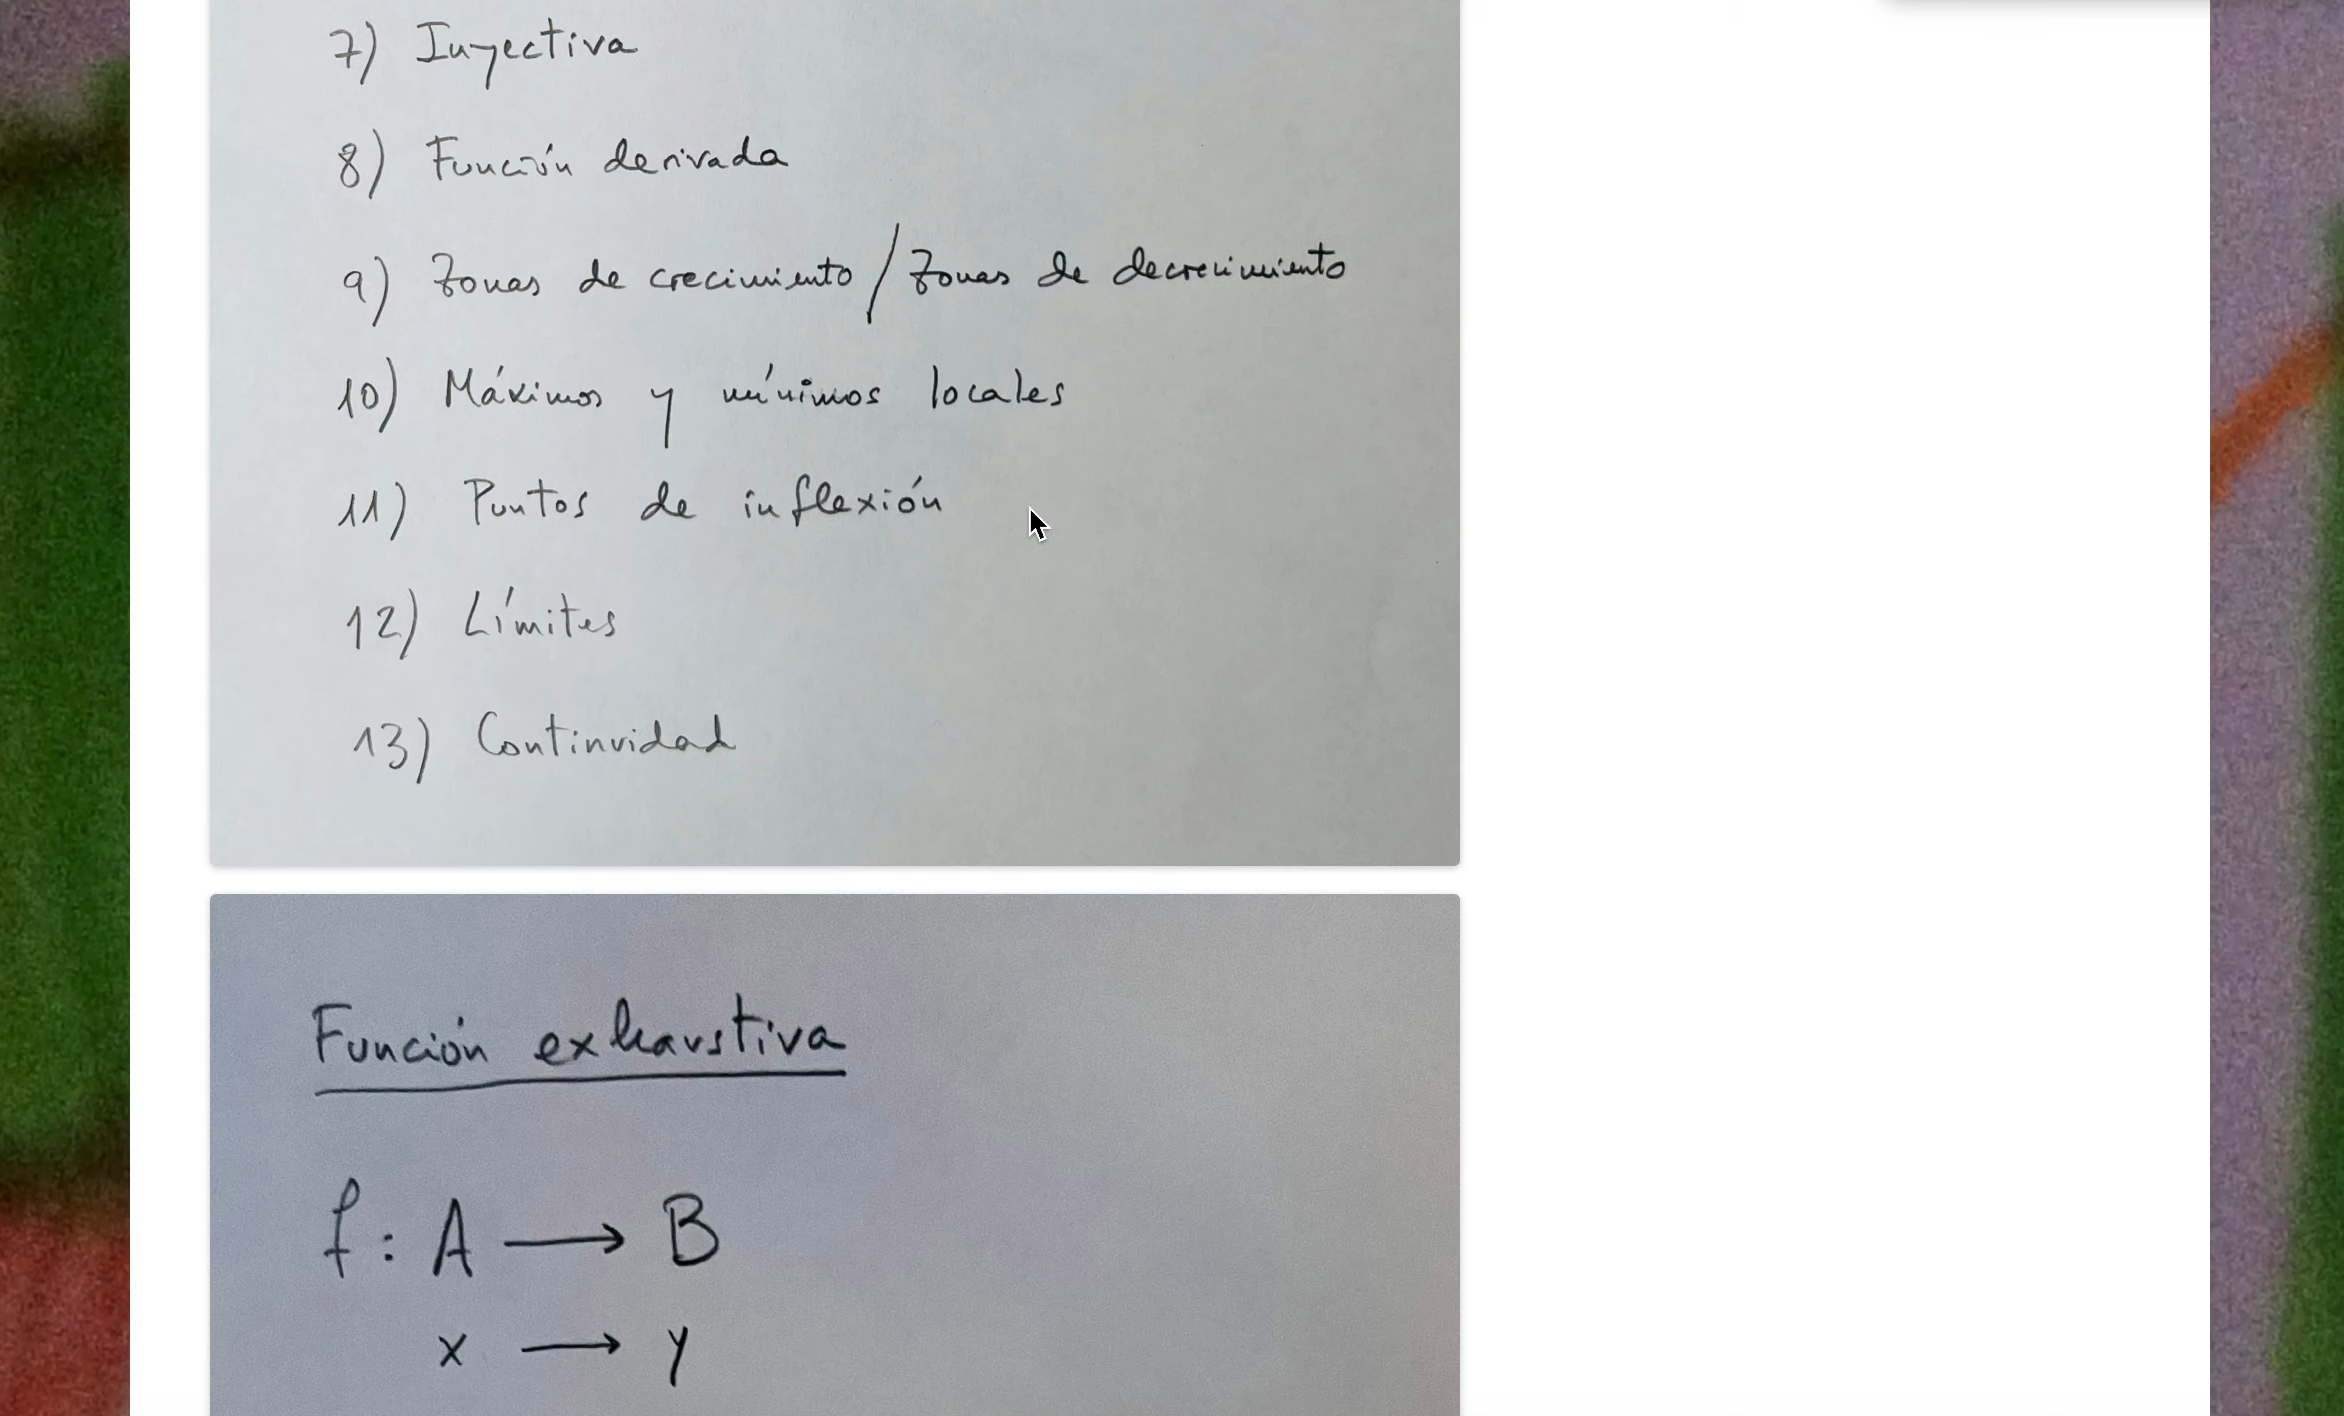 7) Inyectiva
8) Función derivada
9) Zonas de crecimiento / Zonas de decrecimiento
10) Máximos y mínimos locales
11) Puntos de inflexión
12) Límites
13) Continuidad
Función exhaustiva
f: A ⟶ B
x ⟶ y